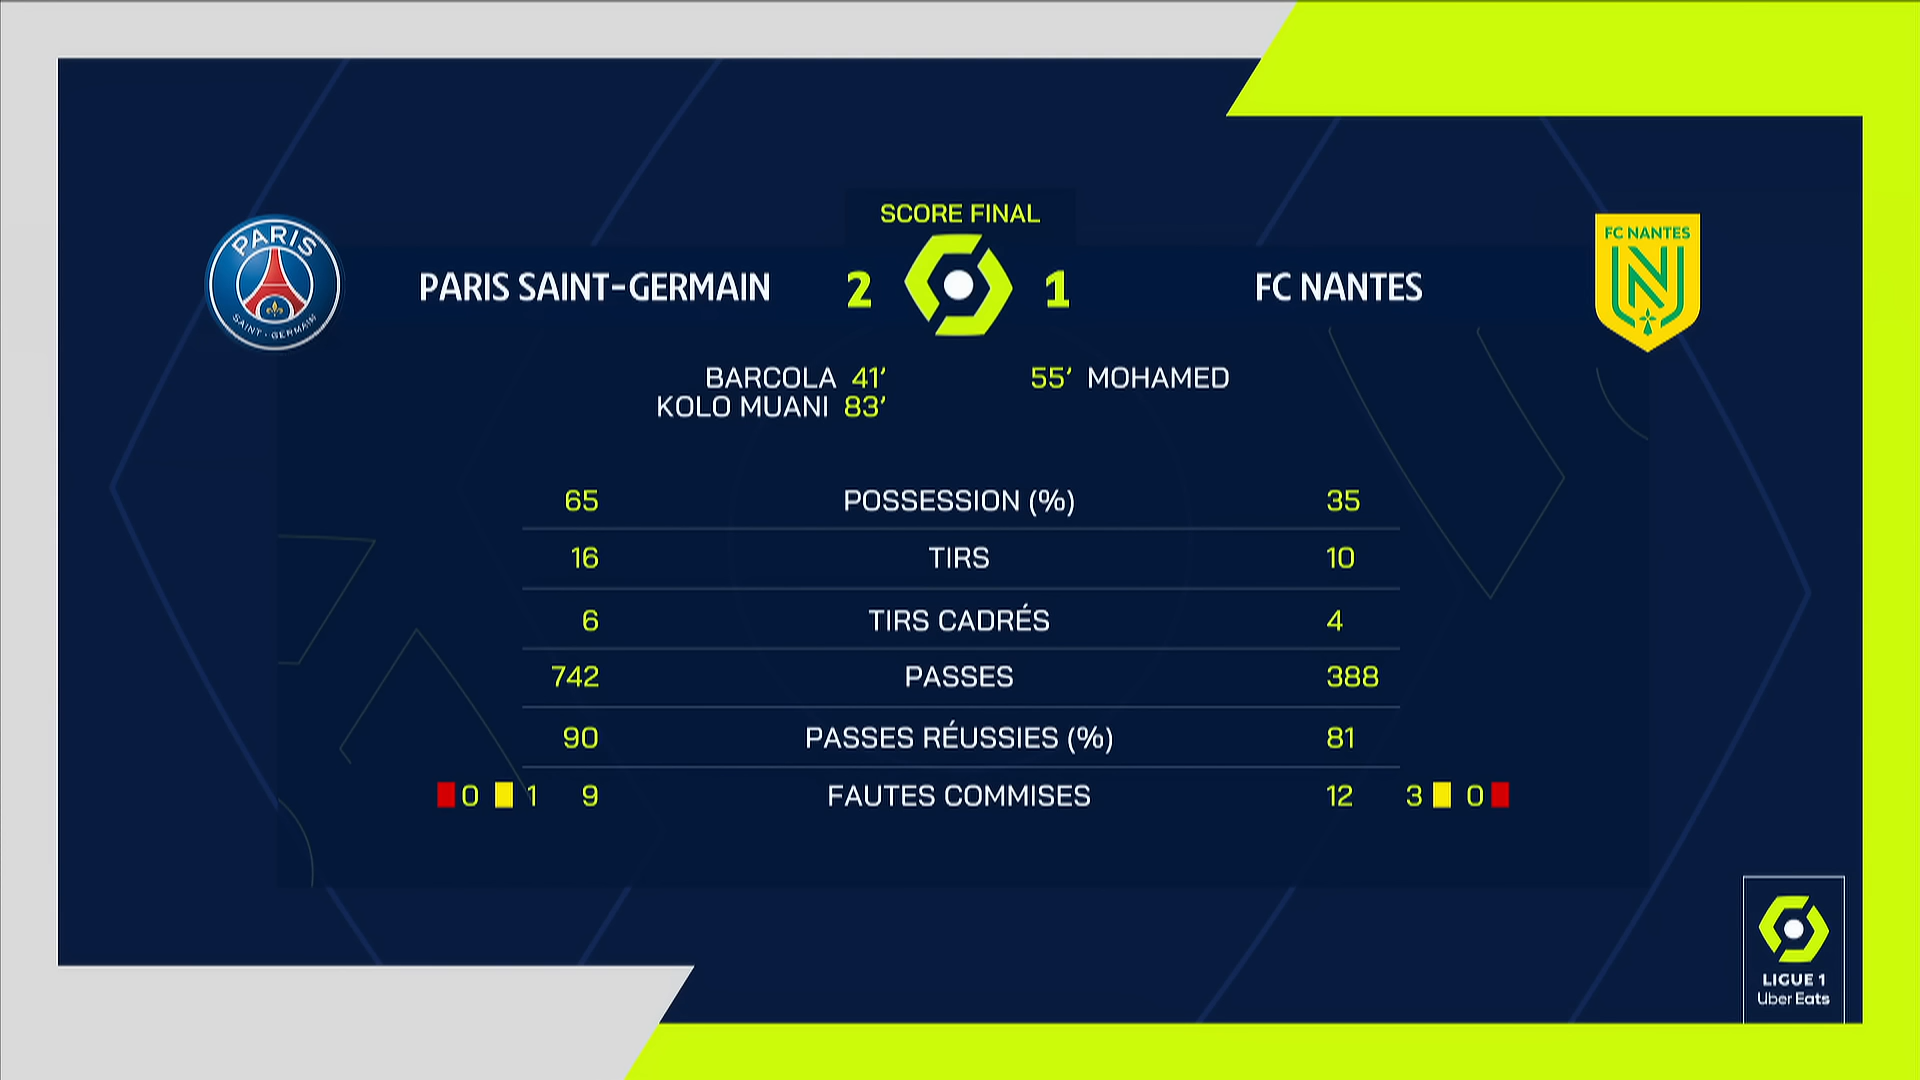 SCORE FINAL
PARIS SAINT-GERMAIN 2 1 FC NANTES
PARIS
SAINT-GERMAIN
FC NANTES
BARCOLA 41’ 55’ MOHAMED
KOLO MUANI 83’
65 POSSESSION (%) 35
16 TIRS 10
6 TIRS CADRÉS 4
742 PASSES 388
90 PASSES RÉUSSIES (%) 81
0 1 9 FAUTES COMMISES 12 3 0
LIGUE 1
Uber Eats